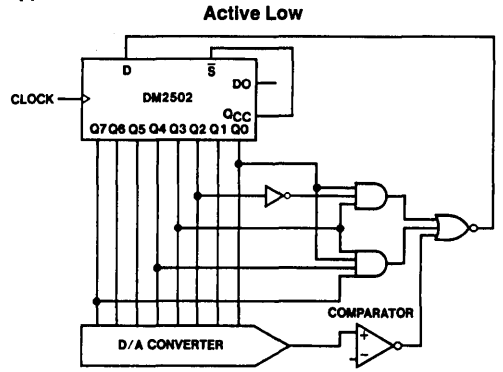 Active Low
D
S̅
DO
CLOCK
DM2502
QCC
Q7 Q6 Q5 Q4 Q3 Q2 Q1 Q0
COMPARATOR
D/A CONVERTER
+
−